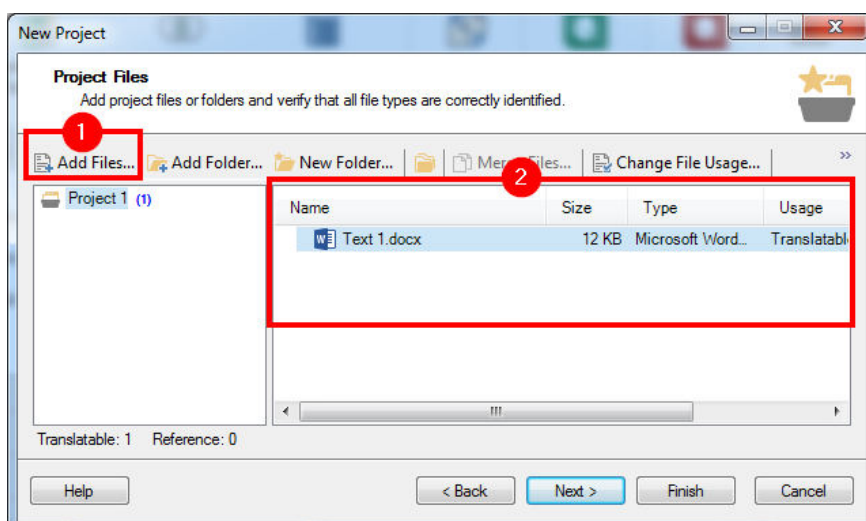 New Project
Project Files
Add project files or folders and verify that all file types are correctly identified.
1
Add Files... Add Folder... New Folder... Files... Change File Usage... »
2
Project 1 (1)
Name Size Type Usage
Text 1.docx 12 KB Microsoft Word... Translatabl
Translatable: 1 Reference: 0
Help < Back Next > Finish Cancel